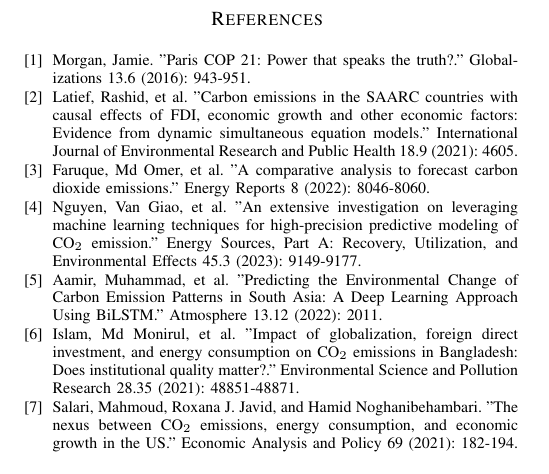 REFERENCES
[1] Morgan, Jamie. ”Paris COP 21: Power that speaks the truth?.” Global-
izations 13.6 (2016): 943-951.
[2] Latief, Rashid, et al. ”Carbon emissions in the SAARC countries with
causal effects of FDI, economic growth and other economic factors:
Evidence from dynamic simultaneous equation models.” International
Journal of Environmental Research and Public Health 18.9 (2021): 4605.
[3] Faruque, Md Omer, et al. ”A comparative analysis to forecast carbon
dioxide emissions.” Energy Reports 8 (2022): 8046-8060.
[4] Nguyen, Van Giao, et al. ”An extensive investigation on leveraging
machine learning techniques for high-precision predictive modeling of
CO₂ emission.” Energy Sources, Part A: Recovery, Utilization, and
Environmental Effects 45.3 (2023): 9149-9177.
[5] Aamir, Muhammad, et al. ”Predicting the Environmental Change of
Carbon Emission Patterns in South Asia: A Deep Learning Approach
Using BiLSTM.” Atmosphere 13.12 (2022): 2011.
[6] Islam, Md Monirul, et al. ”Impact of globalization, foreign direct
investment, and energy consumption on CO₂ emissions in Bangladesh:
Does institutional quality matter?.” Environmental Science and Pollution
Research 28.35 (2021): 48851-48871.
[7] Salari, Mahmoud, Roxana J. Javid, and Hamid Noghanibehambari. ”The
nexus between CO₂ emissions, energy consumption, and economic
growth in the US.” Economic Analysis and Policy 69 (2021): 182-194.